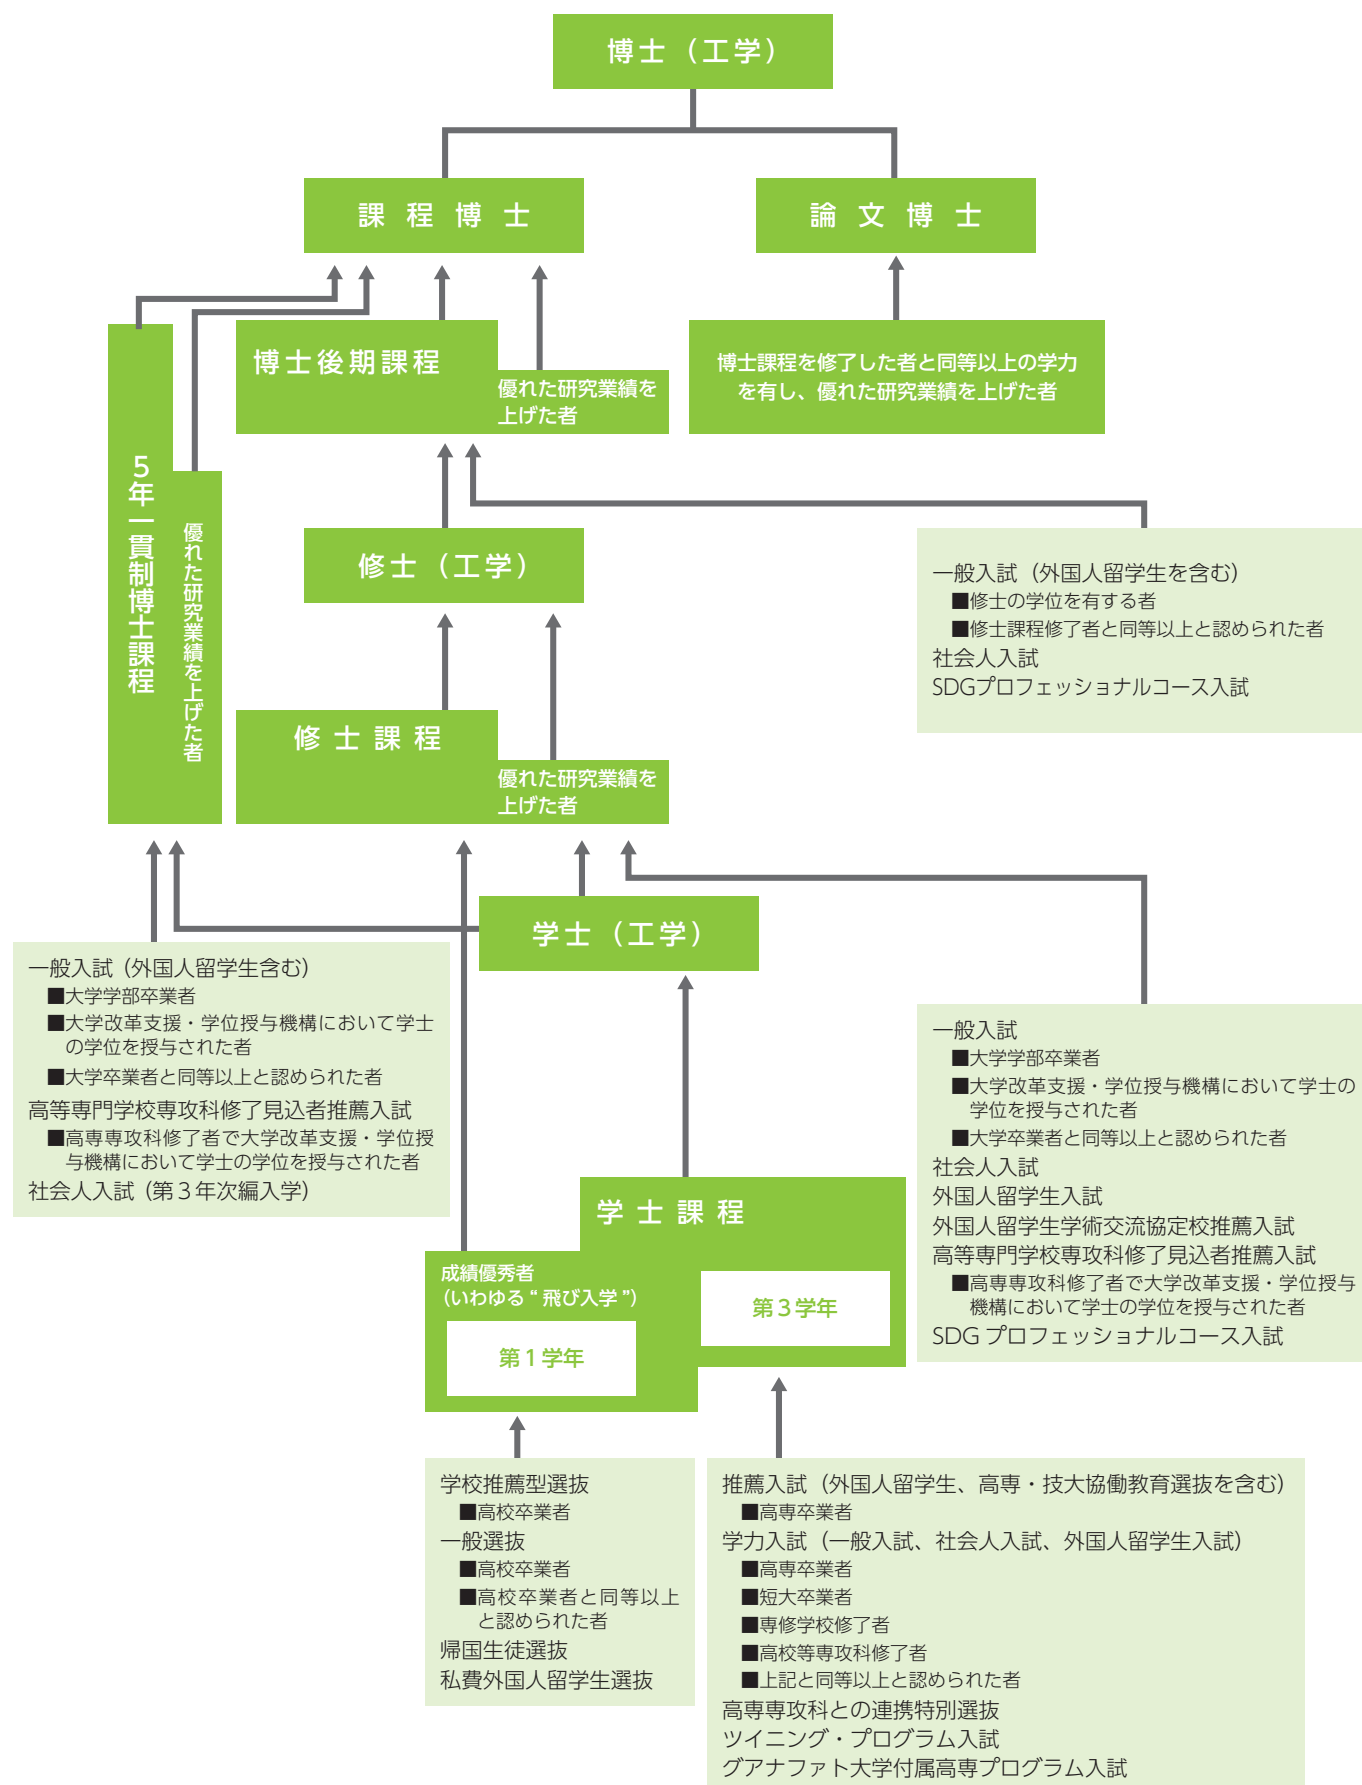 博士（工学）
課程博士
論文博士
博士後期課程
優れた研究業績を
上げた者
博士課程を修了した者と同等以上の学力
を有し、優れた研究業績を上げた者
5年一貫制博士課程
優れた研究業績を上げた者
修士（工学）
一般入試（外国人留学生を含む）
■修士の学位を有する者
■修士課程修了者と同等以上と認められた者
社会人入試
SDGプロフェッショナルコース入試
修士課程
優れた研究業績を
上げた者
学士（工学）
一般入試（外国人留学生含む）
■大学学部卒業者
■大学改革支援・学位授与機構において学士
の学位を授与された者
■大学卒業者と同等以上と認められた者
高等専門学校専攻科修了見込者推薦入試
■高専専攻科修了者で大学改革支援・学位授
与機構において学士の学位を授与された者
社会人入試（第３年次編入学）
一般入試
■大学学部卒業者
■大学改革支援・学位授与機構において学士の
学位を授与された者
■大学卒業者と同等以上と認められた者
社会人入試
外国人留学生入試
外国人留学生学術交流協定校推薦入試
高等専門学校専攻科修了見込者推薦入試
■高専専攻科修了者で大学改革支援・学位授与
機構において学士の学位を授与された者
SDG プロフェッショナルコース入試
学士課程
成績優秀者
（いわゆる“飛び入学”）
第３学年
第１学年
学校推薦型選抜
■高校卒業者
一般選抜
■高校卒業者
■高校卒業者と同等以上
と認められた者
帰国生徒選抜
私費外国人留学生選抜
推薦入試（外国人留学生、高専・技大協働教育選抜を含む）
■高専卒業者
学力入試（一般入試、社会人入試、外国人留学生入試）
■高専卒業者
■短大卒業者
■専修学校修了者
■高校等専攻科修了者
■上記と同等以上と認められた者
高専専攻科との連携特別選抜
ツイニング・プログラム入試
グアナファト大学付属高専プログラム入試